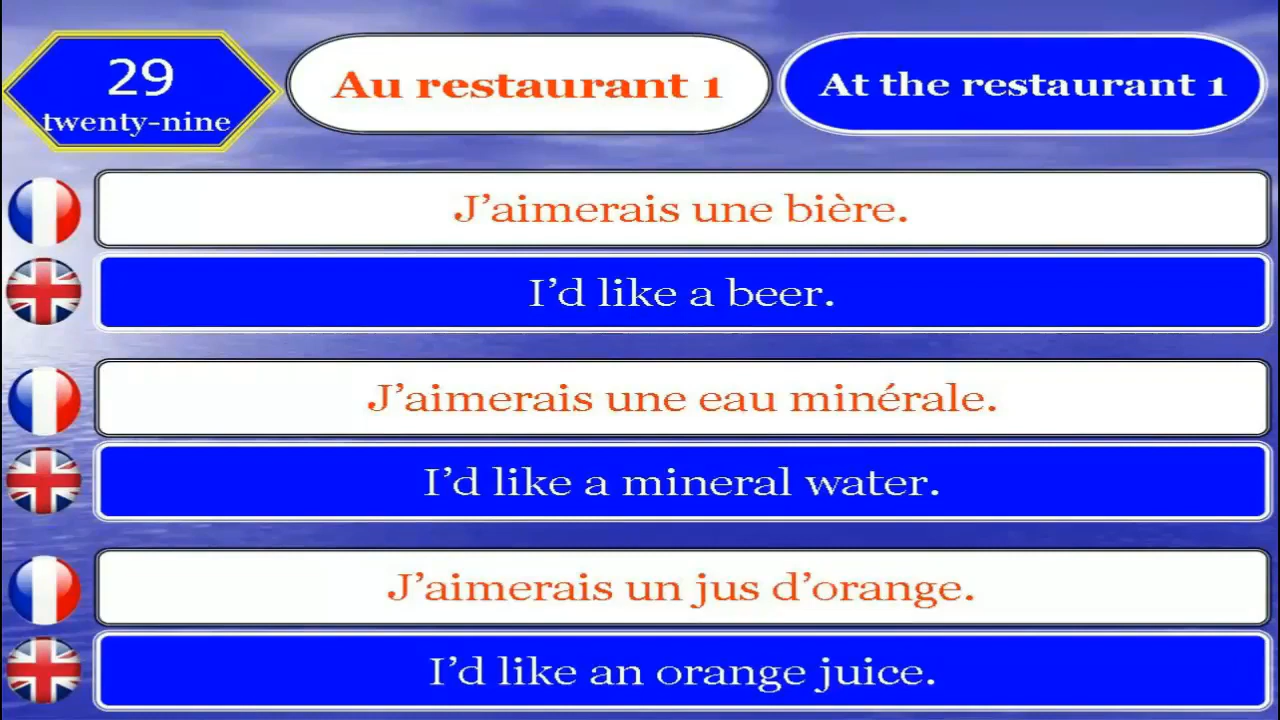 29
twenty-nine
Au restaurant 1
At the restaurant 1
J’aimerais une bière.
I’d like a beer.
J’aimerais une eau minérale.
I’d like a mineral water.
J’aimerais un jus d’orange.
I’d like an orange juice.